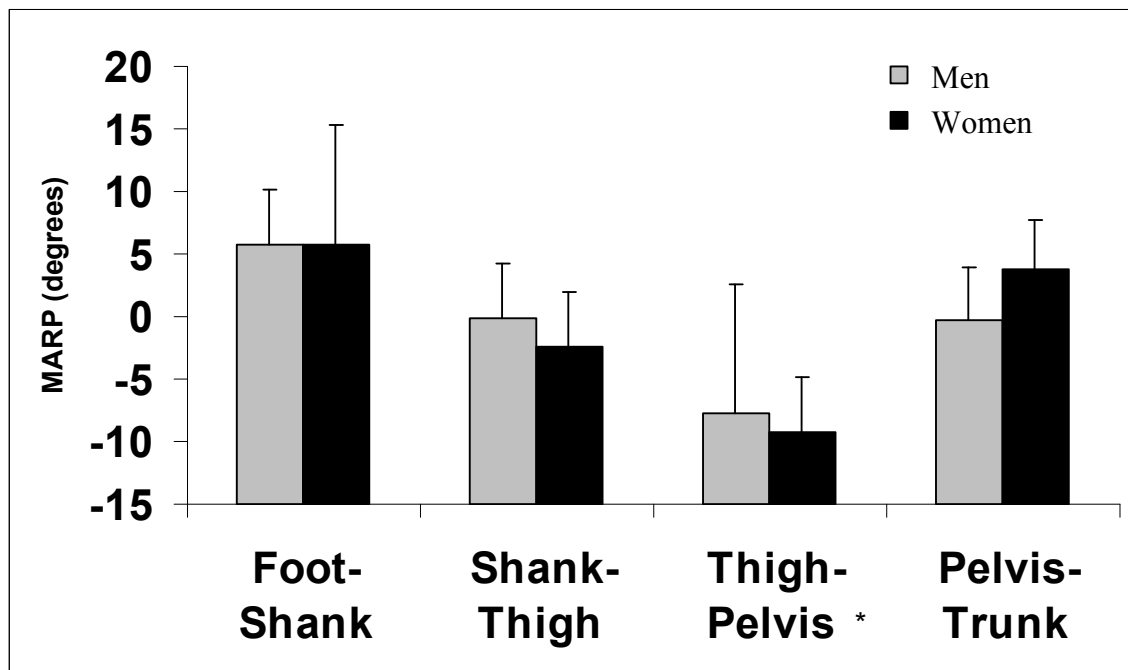 20
15
10
5
0
-5
-10
-15
MARP (degrees)
Men
Women
Foot-
Shank
Shank-
Thigh
Thigh-
Pelvis *
Pelvis-
Trunk